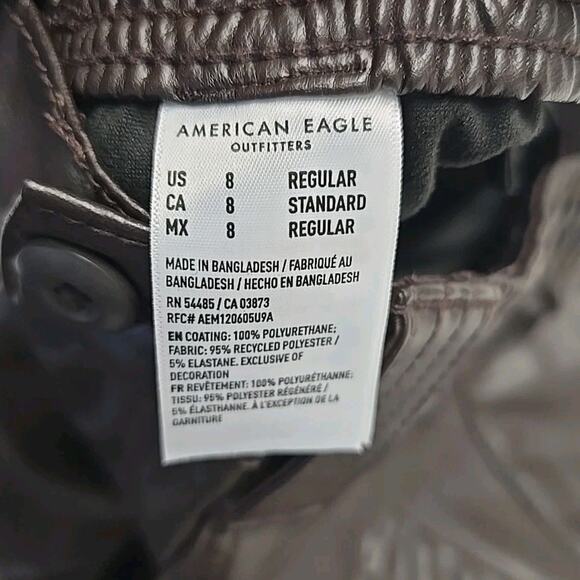 AMERICAN EAGLE
OUTFITTERS
US 8 REGULAR
CA 8 STANDARD
MX 8 REGULAR
MADE IN BANGLADESH / FABRIQUÉ AU
BANGLADESH / HECHO EN BANGLADESH
RN 54485 / CA 03873
RFC# AEM120605U9A
EN COATING: 100% POLYURETHANE;
FABRIC: 95% RECYCLED POLYESTER /
5% ELASTANE. EXCLUSIVE OF
DECORATION
FR REVÊTEMENT: 100% POLYURÉTHANNE;
TISSU: 95% POLYESTER RÉGÉNÉRÉ /
5% ÉLASTHANNE. À L'EXCEPTION DE LA
GARNITURE